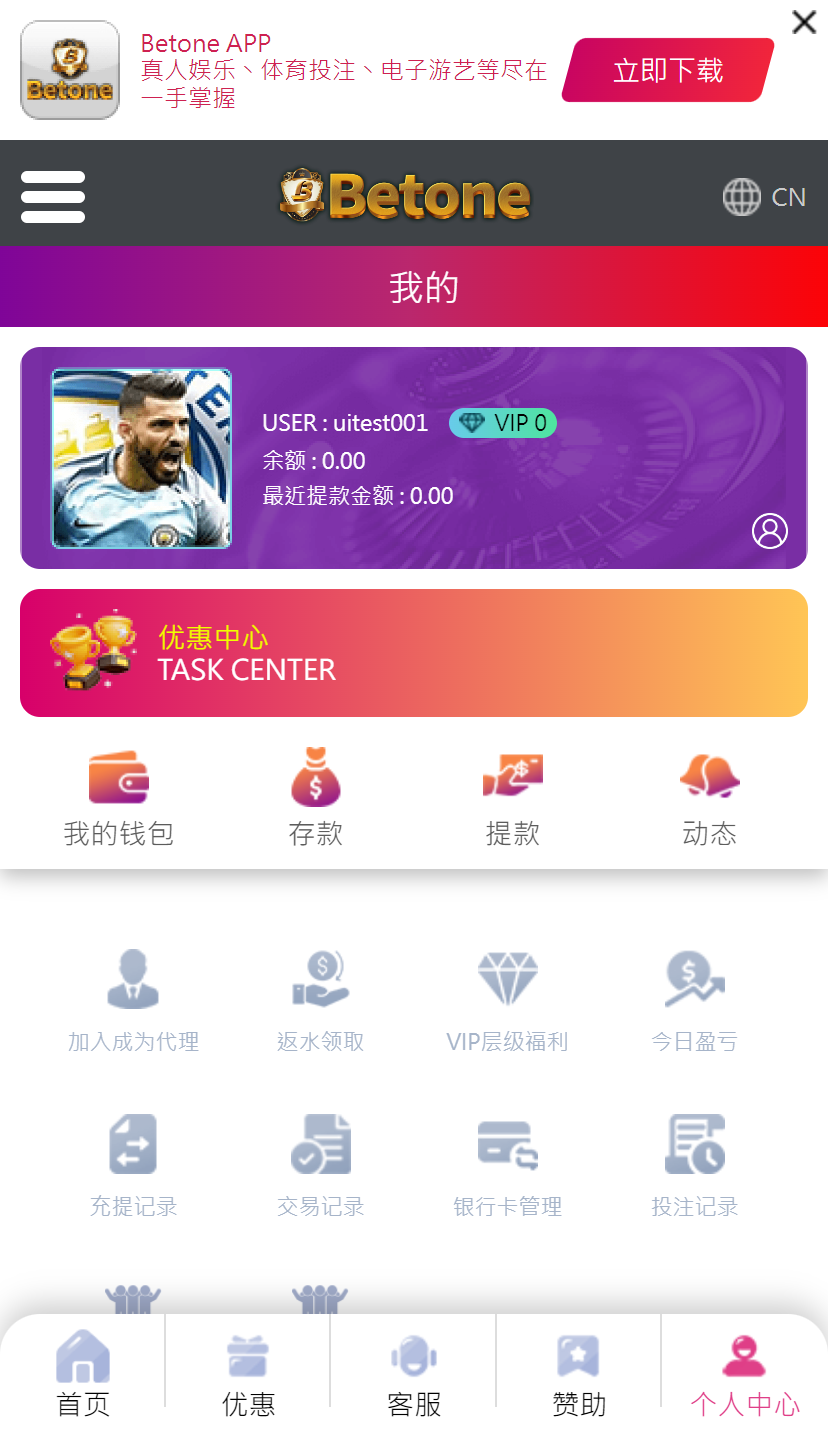 Betone APP
真人娱乐丶体育投注丶电子游艺等尽在
一手掌握
立即下载
Betone
Betone
CN
我的
USER : uitest001
VIP 0
余额 : 0.00
最近提款金额 : 0.00
优惠中心
TASK CENTER
我的钱包
存款
提款
动态
加入成为代理
返水领取
VIP层级福利
今日盈亏
充提记录
交易记录
银行卡管理
投注记录
首页
优惠
客服
赞助
个人中心